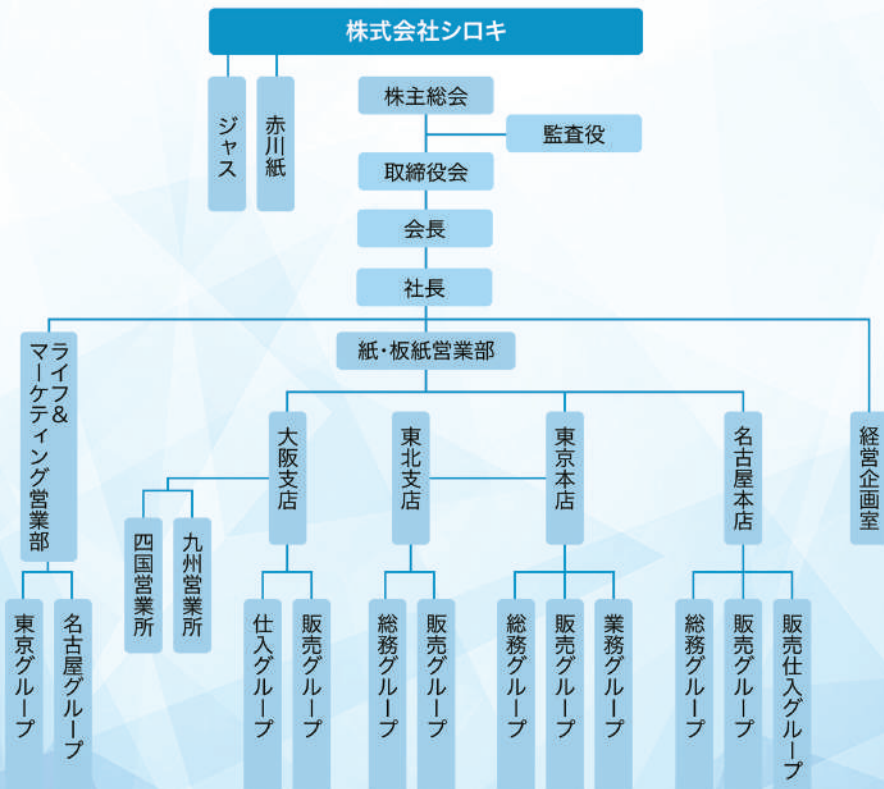 株式会社シロキ
ジャス
赤川紙
株主総会
監査役
取締役会
会長
社長
ライフ&
マーケティング営業部
紙・板紙営業部
経営企画室
大阪支店
東北支店
東京本店
名古屋本店
四国営業所
九州営業所
東京グループ
名古屋グループ
仕入グループ
販売グループ
総務グループ
販売グループ
総務グループ
販売グループ
業務グループ
総務グループ
販売グループ
販売仕入グループ